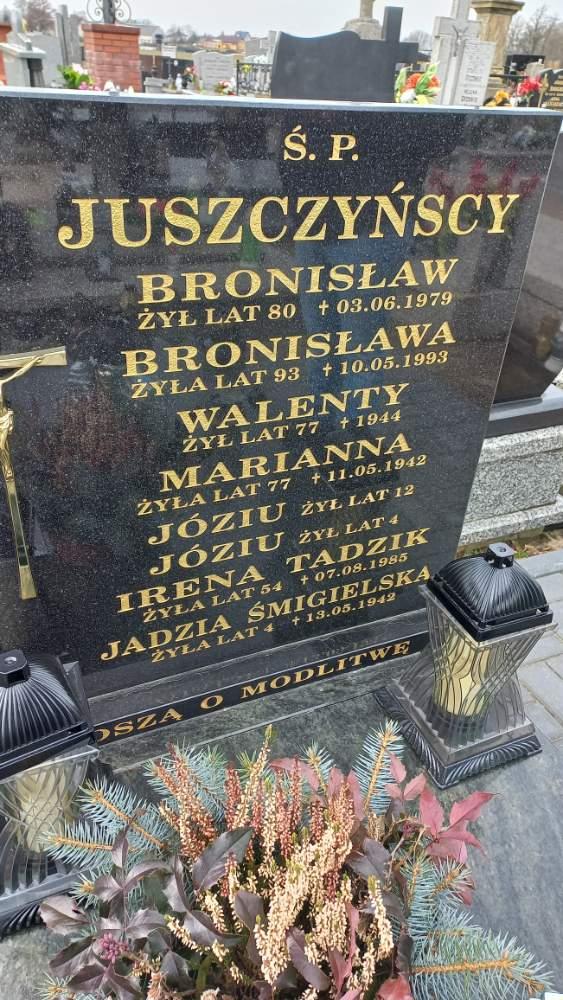 Ś. P.
JUSZCZYŃSCY
BRONISŁAW
ŻYŁ LAT 80 ✝ 03.06.1979
BRONISŁAWA
ŻYŁA LAT 93 ✝ 10.05.1993
WALENTY
ŻYŁ LAT 77 ✝ 1944
MARIANNA
ŻYŁA LAT 77 ✝ 11.05.1942
JÓZIU ŻYŁ LAT 12
JÓZIU ŻYŁ LAT 4
IRENA TADZIK
ŻYŁA LAT 54 ✝ 07.08.1985
JADZIA ŚMIGIELSKA
ŻYŁA LAT 4 ✝ 13.05.1942
OSZĄ O MODLITWĘ